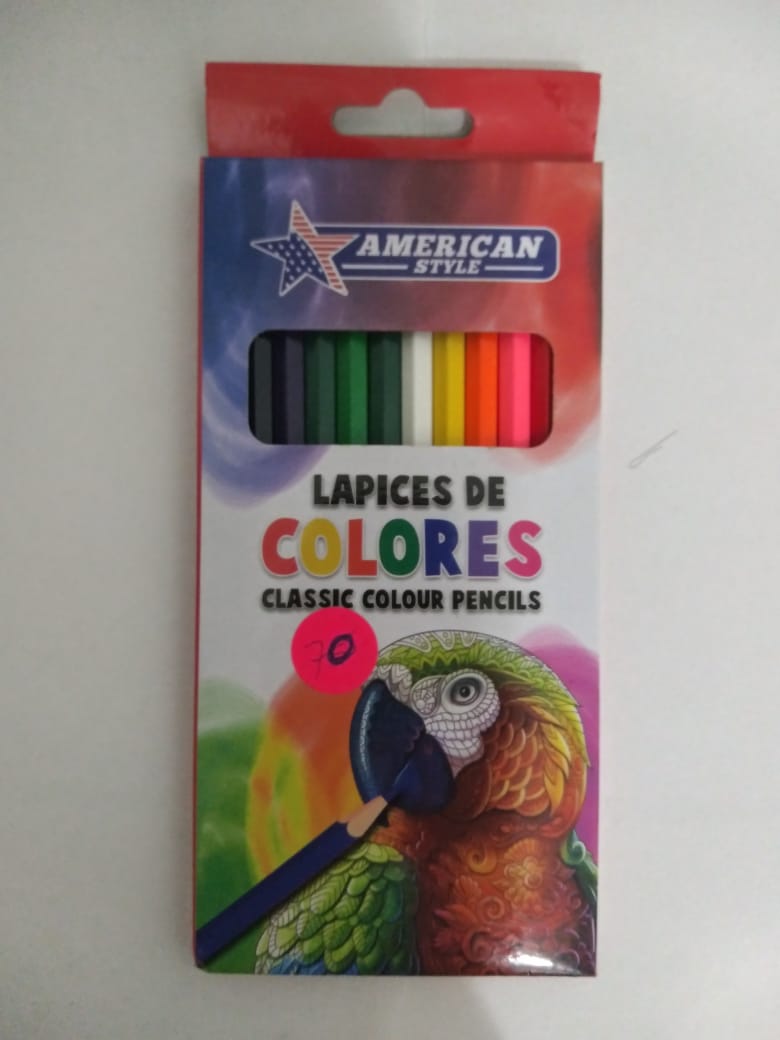 AMERICAN
STYLE
LAPICES DE
COLORES
CLASSIC COLOUR PENCILS
70